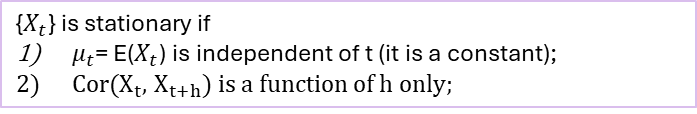 {Xₜ} is stationary if
1) μₜ= E(Xₜ) is independent of t (it is a constant);
2) Cor(Xₜ, Xₜ₊ₕ) is a function of h only;